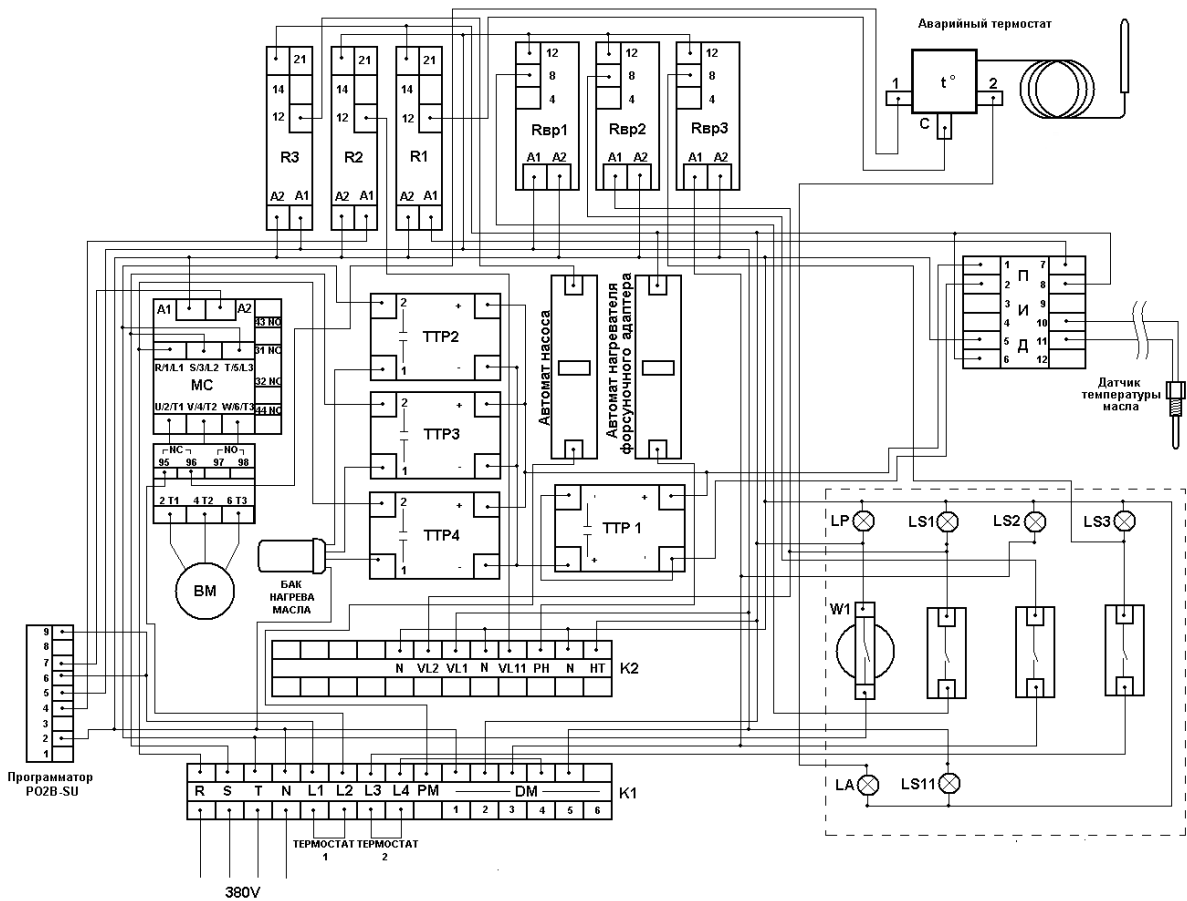 Аварийный термостат
1
t°
2
C
21
14
12
R3
A2 A1
21
14
12
R2
A2 A1
21
14
12
R1
A2 A1
12
8
4
Rвр1
A1 A2
12
8
4
Rвр2
A1 A2
12
8
4
Rвр3
A1 A2
1 П 7
2 8
3 И 9
4 10
5 Д 11
6 12
Датчик
температуры
масла
A1 A2
43 NO
31 NC
32 NC
44 NO
R/1/L1 S/3/L2 T/5/L3
МС
U/2/T1 V/4/T2 W/6/T3
NC NO
95 96 97 98
2 T1 4 T2 6 T3
ВМ
2 +
ТТР2
1 -
2 +
ТТР3
1 -
2 +
ТТР4
1 -
Автомат насоса
Автомат нагревателя
форсуночного адаптера
ТТР 1
БАК
НАГРЕВА
МАСЛА
LP
LS1
LS2
LS3
W1
LA
LS11
N VL2 VL1 N VL11 PH N HT
K2
9
8
7
6
5
4
3
2
1
Программатор
PO2B-SU
R S T N L1 L2 L3 L4 PM DM
K1
1 2 3 4 5 6
ТЕРМОСТАТ
1
ТЕРМОСТАТ
2
380V